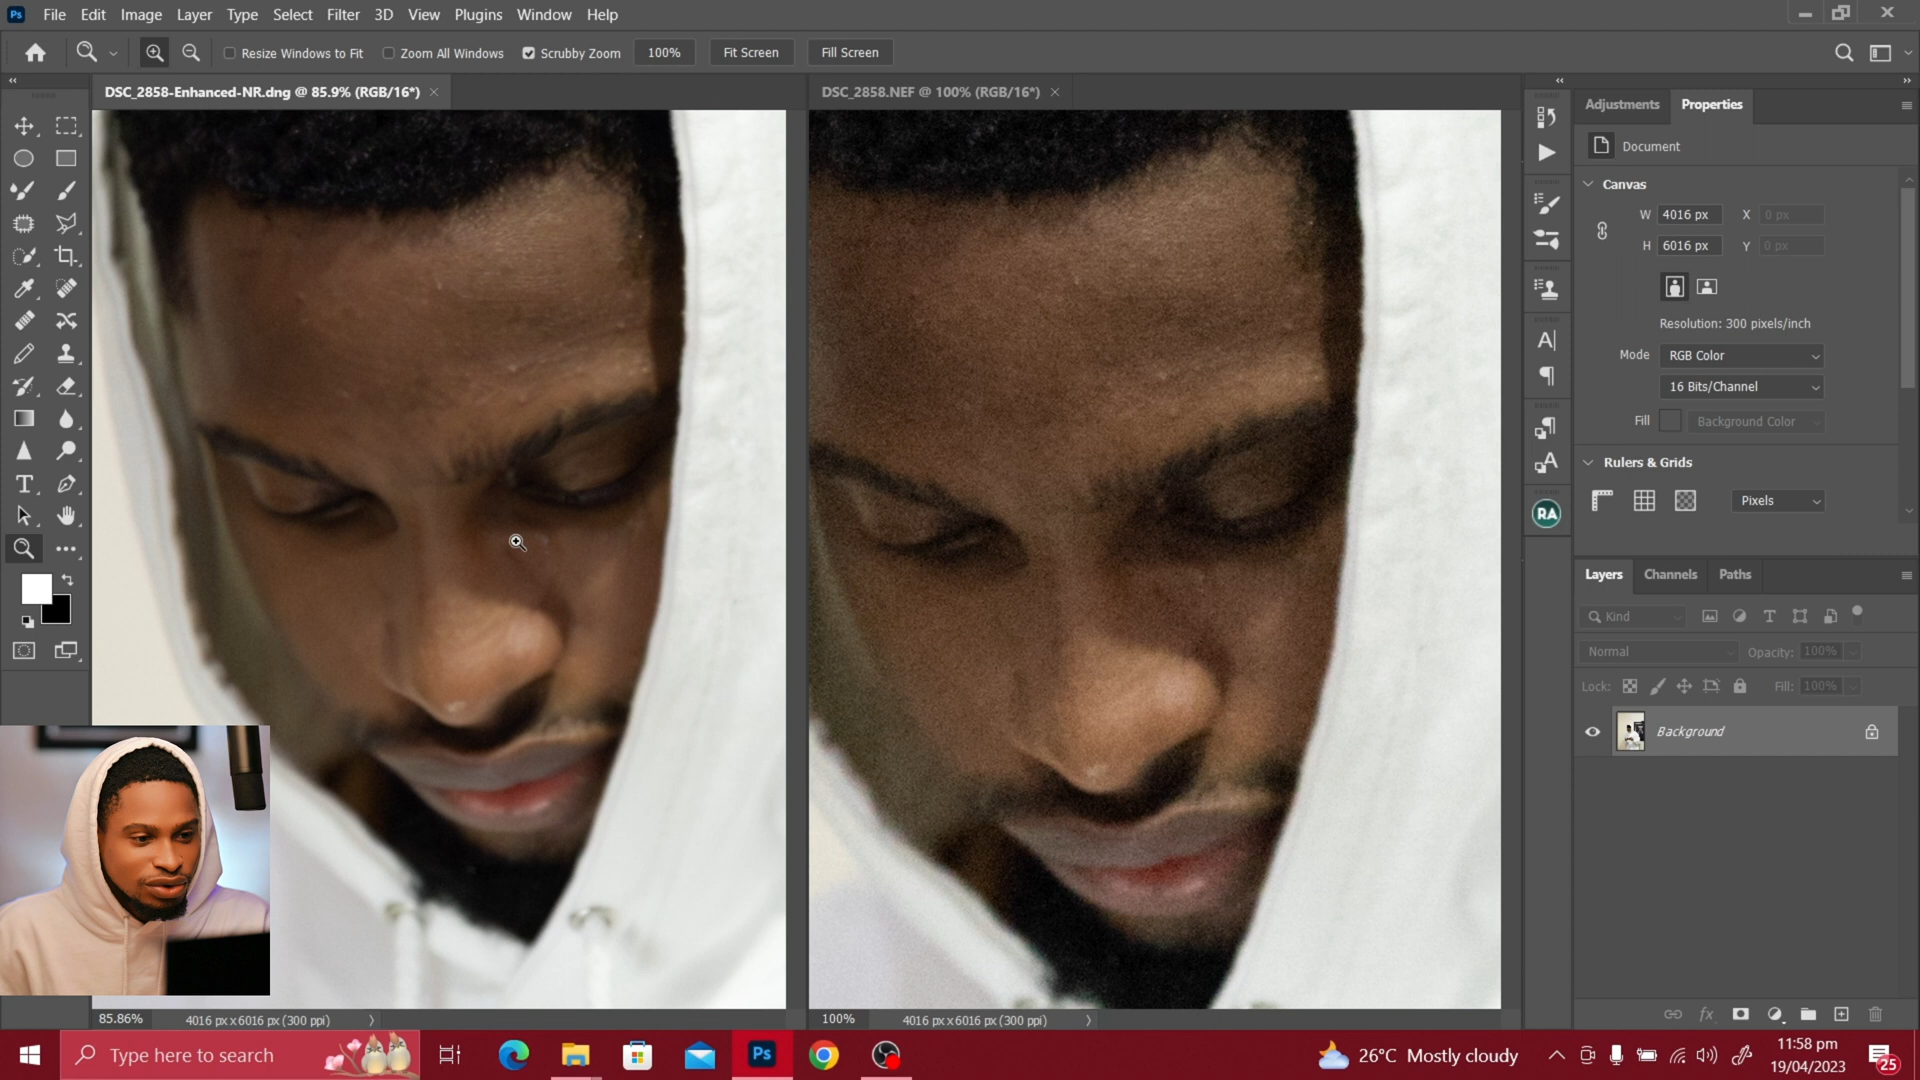 Ps File Edit Image Layer Type Select Filter 3D View Plugins Window Help
Resize Windows to Fit Zoom All Windows Scrubby Zoom 100% Fit Screen Fill Screen
DSC_2858-Enhanced-NR.dng @ 85.9% (RGB/16*) × DSC_2858.NEF @ 100% (RGB/16*) ×
Adjustments Properties
Document
Canvas
W 4016 px X 0 px
H 6016 px Y 0 px
Resolution: 300 pixels/inch
Mode RGB Color
16 Bits/Channel
Fill Background Color
Rulers & Grids
Pixels
RA
Layers Channels Paths
Kind
Normal Opacity: 100%
Lock: Fill: 100%
Background
fx
85.86% 4016 px x 6016 px (300 ppi) 100% 4016 px x 6016 px (300 ppi)
Type here to search Ps 26°C Mostly cloudy 11:58 pm
19/04/2023 25